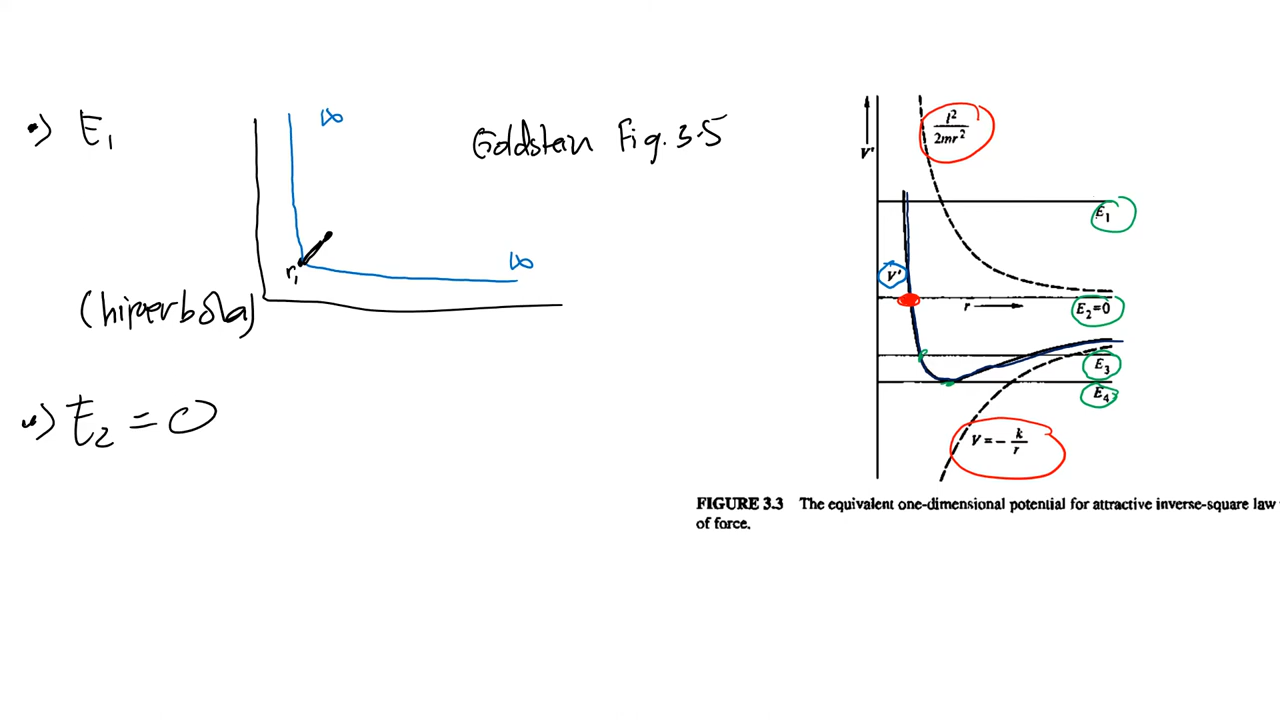 ·) E₁
∞
Goldstein Fig. 3.5
r₁
∞
(hiperbola)
··) E₂ = 0
V'
l²
2mr²
E₁
V'
r
E₂=0
E₃
E₄
V = − k
r
FIGURE 3.3 The equivalent one-dimensional potential for attractive inverse-square law
of force.